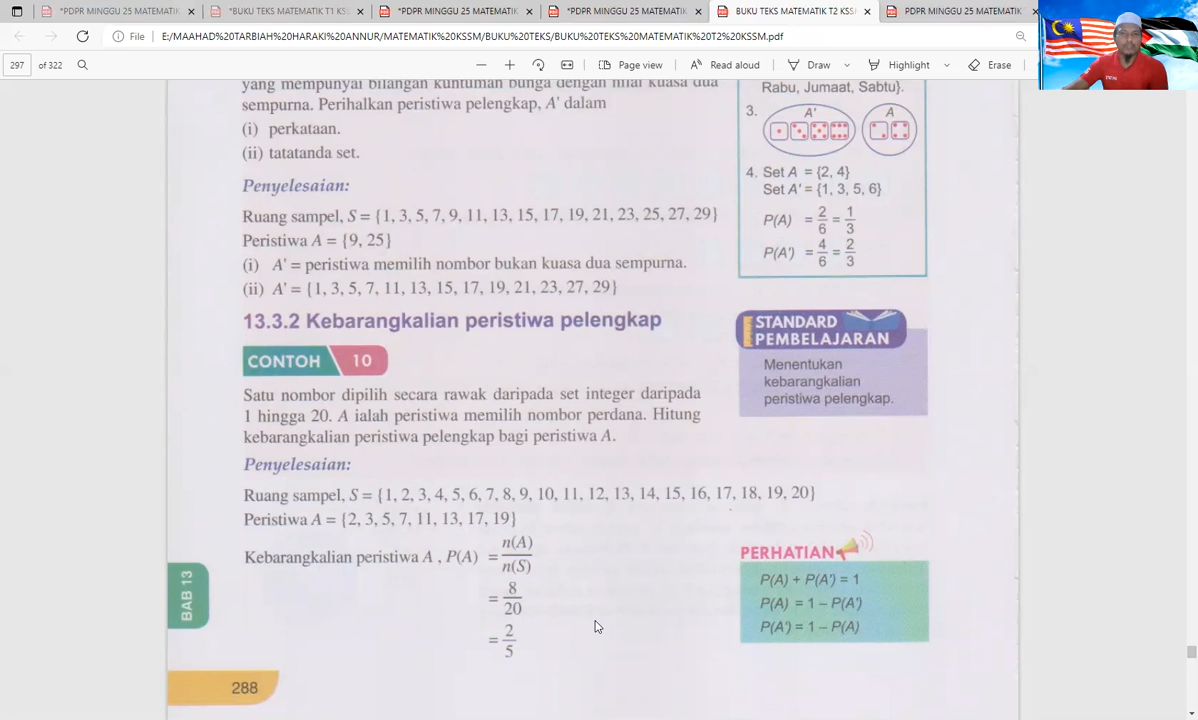 *PDPR MINGGU 25 MATEMATIK
*BUKU TEKS MATEMATIK T1 KSS
*PDPR MINGGU 25 MATEMATIK
*PDPR MINGGU 25 MATEMATIK
BUKU TEKS MATEMATIK T2 KSSM
PDPR MINGGU 25 MATEMATIK T
File
E:/MAAHAD%20TARBIAH%20HARAKI%20ANNUR/MATEMATIK%20KSSM/BUKU%20TEKS/BUKU%20TEKS%20MATEMATIK%20T2%20KSSM.pdf
297 of 322
Page view
Read aloud
Draw
Highlight
Erase
yang mempunyai bilangan kuntuman bunga dengan nilai kuasa dua
sempurna. Perihalkan peristiwa pelengkap, A' dalam
(i) perkataan.
(ii) tatatanda set.
Penyelesaian:
Ruang sampel, S = {1, 3, 5, 7, 9, 11, 13, 15, 17, 19, 21, 23, 25, 27, 29}
Peristiwa A = {9, 25}
(i) A' = peristiwa memilih nombor bukan kuasa dua sempurna.
(ii) A' = {1, 3, 5, 7, 11, 13, 15, 17, 19, 21, 23, 27, 29}
Rabu, Jumaat, Sabtu}.
3.
A' A
4. Set A = {2, 4}
Set A' = {1, 3, 5, 6}
P(A) = 2/6 = 1/3
P(A') = 4/6 = 2/3
13.3.2 Kebarangkalian peristiwa pelengkap
STANDARD
PEMBELAJARAN
Menentukan
kebarangkalian
peristiwa pelengkap.
CONTOH 10
Satu nombor dipilih secara rawak daripada set integer daripada
1 hingga 20. A ialah peristiwa memilih nombor perdana. Hitung
kebarangkalian peristiwa pelengkap bagi peristiwa A.
Penyelesaian:
Ruang sampel, S = {1, 2, 3, 4, 5, 6, 7, 8, 9, 10, 11, 12, 13, 14, 15, 16, 17, 18, 19, 20}
Peristiwa A = {2, 3, 5, 7, 11, 13, 17, 19}
Kebarangkalian peristiwa A , P(A) = n(A)/n(S)
= 8/20
= 2/5
PERHATIAN
P(A) + P(A') = 1
P(A) = 1 – P(A')
P(A') = 1 – P(A)
BAB 13
288